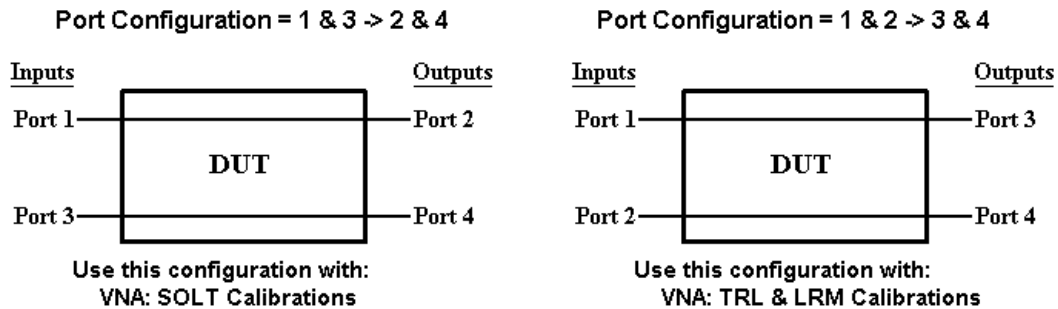 Port Configuration = 1 & 3 -> 2 & 4
Inputs
Outputs
Port 1
Port 2
DUT
Port 3
Port 4
Use this configuration with:
VNA: SOLT Calibrations
Port Configuration = 1 & 2 -> 3 & 4
Inputs
Outputs
Port 1
Port 3
DUT
Port 2
Port 4
Use this configuration with:
VNA: TRL & LRM Calibrations